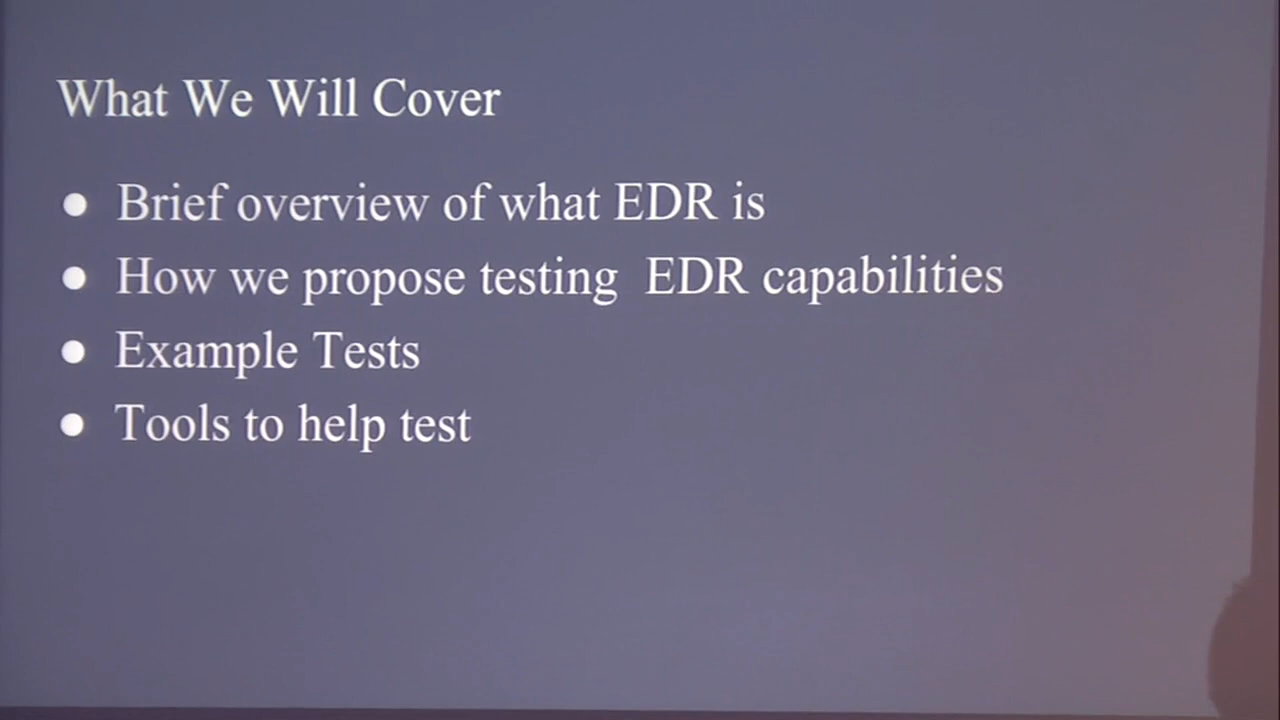 What We Will Cover
● Brief overview of what EDR is
● How we propose testing  EDR capabilities
● Example Tests
● Tools to help test